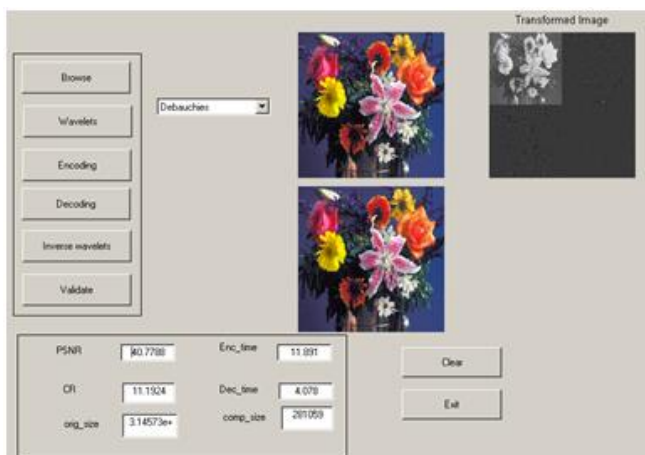 Transformed Image
Browse
Debauchies
Wavelets
Encoding
Decoding
Inverse wavelets
Validate
PSNR 40.7788 Enc_time 11.891
Clear
CR 11.1924 Dec_time 4.078
Exit
orig_size 3.14573e+ comp_size 281059